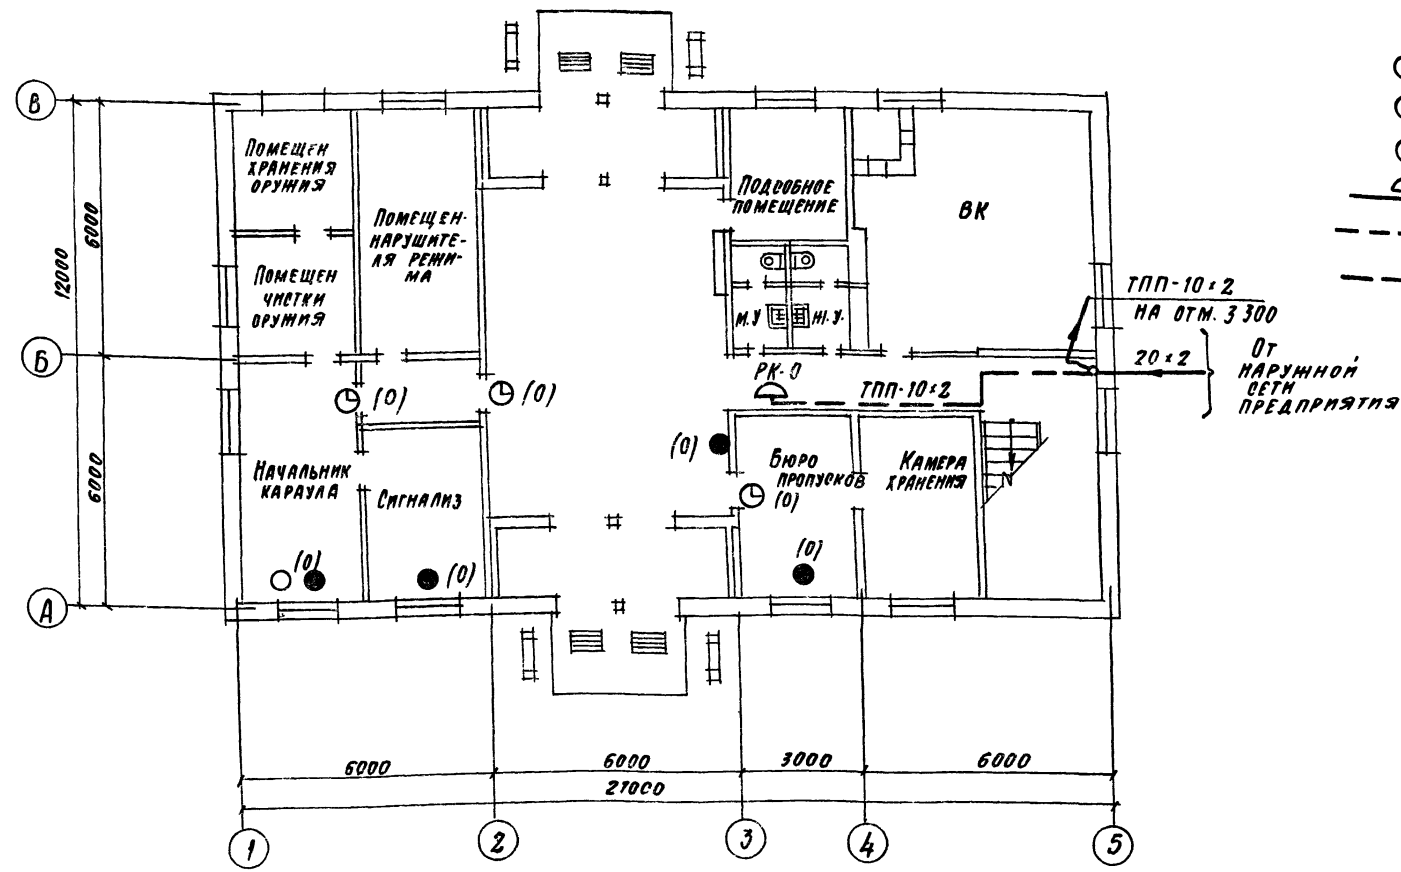 В
Б
А
12000
6000
6000
Помещен
хранения
оружия
Помещен
чистки
оружия
Помещен.
нарушите-
ля режи-
ма
Подсобное
помещение
ВК
М.У
Ж.У.
ТПП-10×2
На отм. 3 300
20×2
От
наружной
сети
предприятия
РК-0
ТПП-10×2
(0)
(0)
(0)
Начальник
караула
Сигнализ
Бюро
пропусков
(0)
Камера
хранения
N
(0)
(0)
(0)
6000
6000
3000
6000
21000
1
2
3
4
5